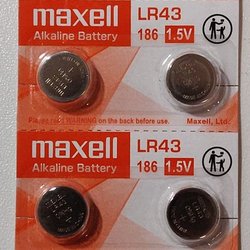 maxell LR43
Alkaline Battery 186 1.5V
Please read WARNING on the back before use. Maxell, Ltd.
maxell LR43
Alkaline Battery 186 1.5V